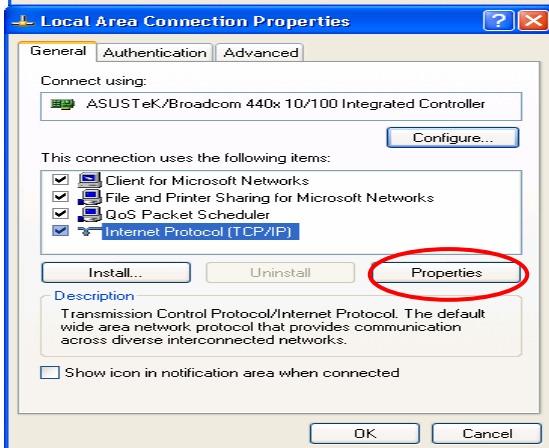 Local Area Connection Properties
General Authentication Advanced
Connect using:
ASUSTeK/Broadcom 440x 10/100 Integrated Controller
Configure...
This connection uses the following items:
Client for Microsoft Networks
File and Printer Sharing for Microsoft Networks
QoS Packet Scheduler
Internet Protocol (TCP/IP)
Install... Uninstall Properties
Description
Transmission Control Protocol/Internet Protocol. The default
wide area network protocol that provides communication
across diverse interconnected networks.
Show icon in notification area when connected
OK Cancel